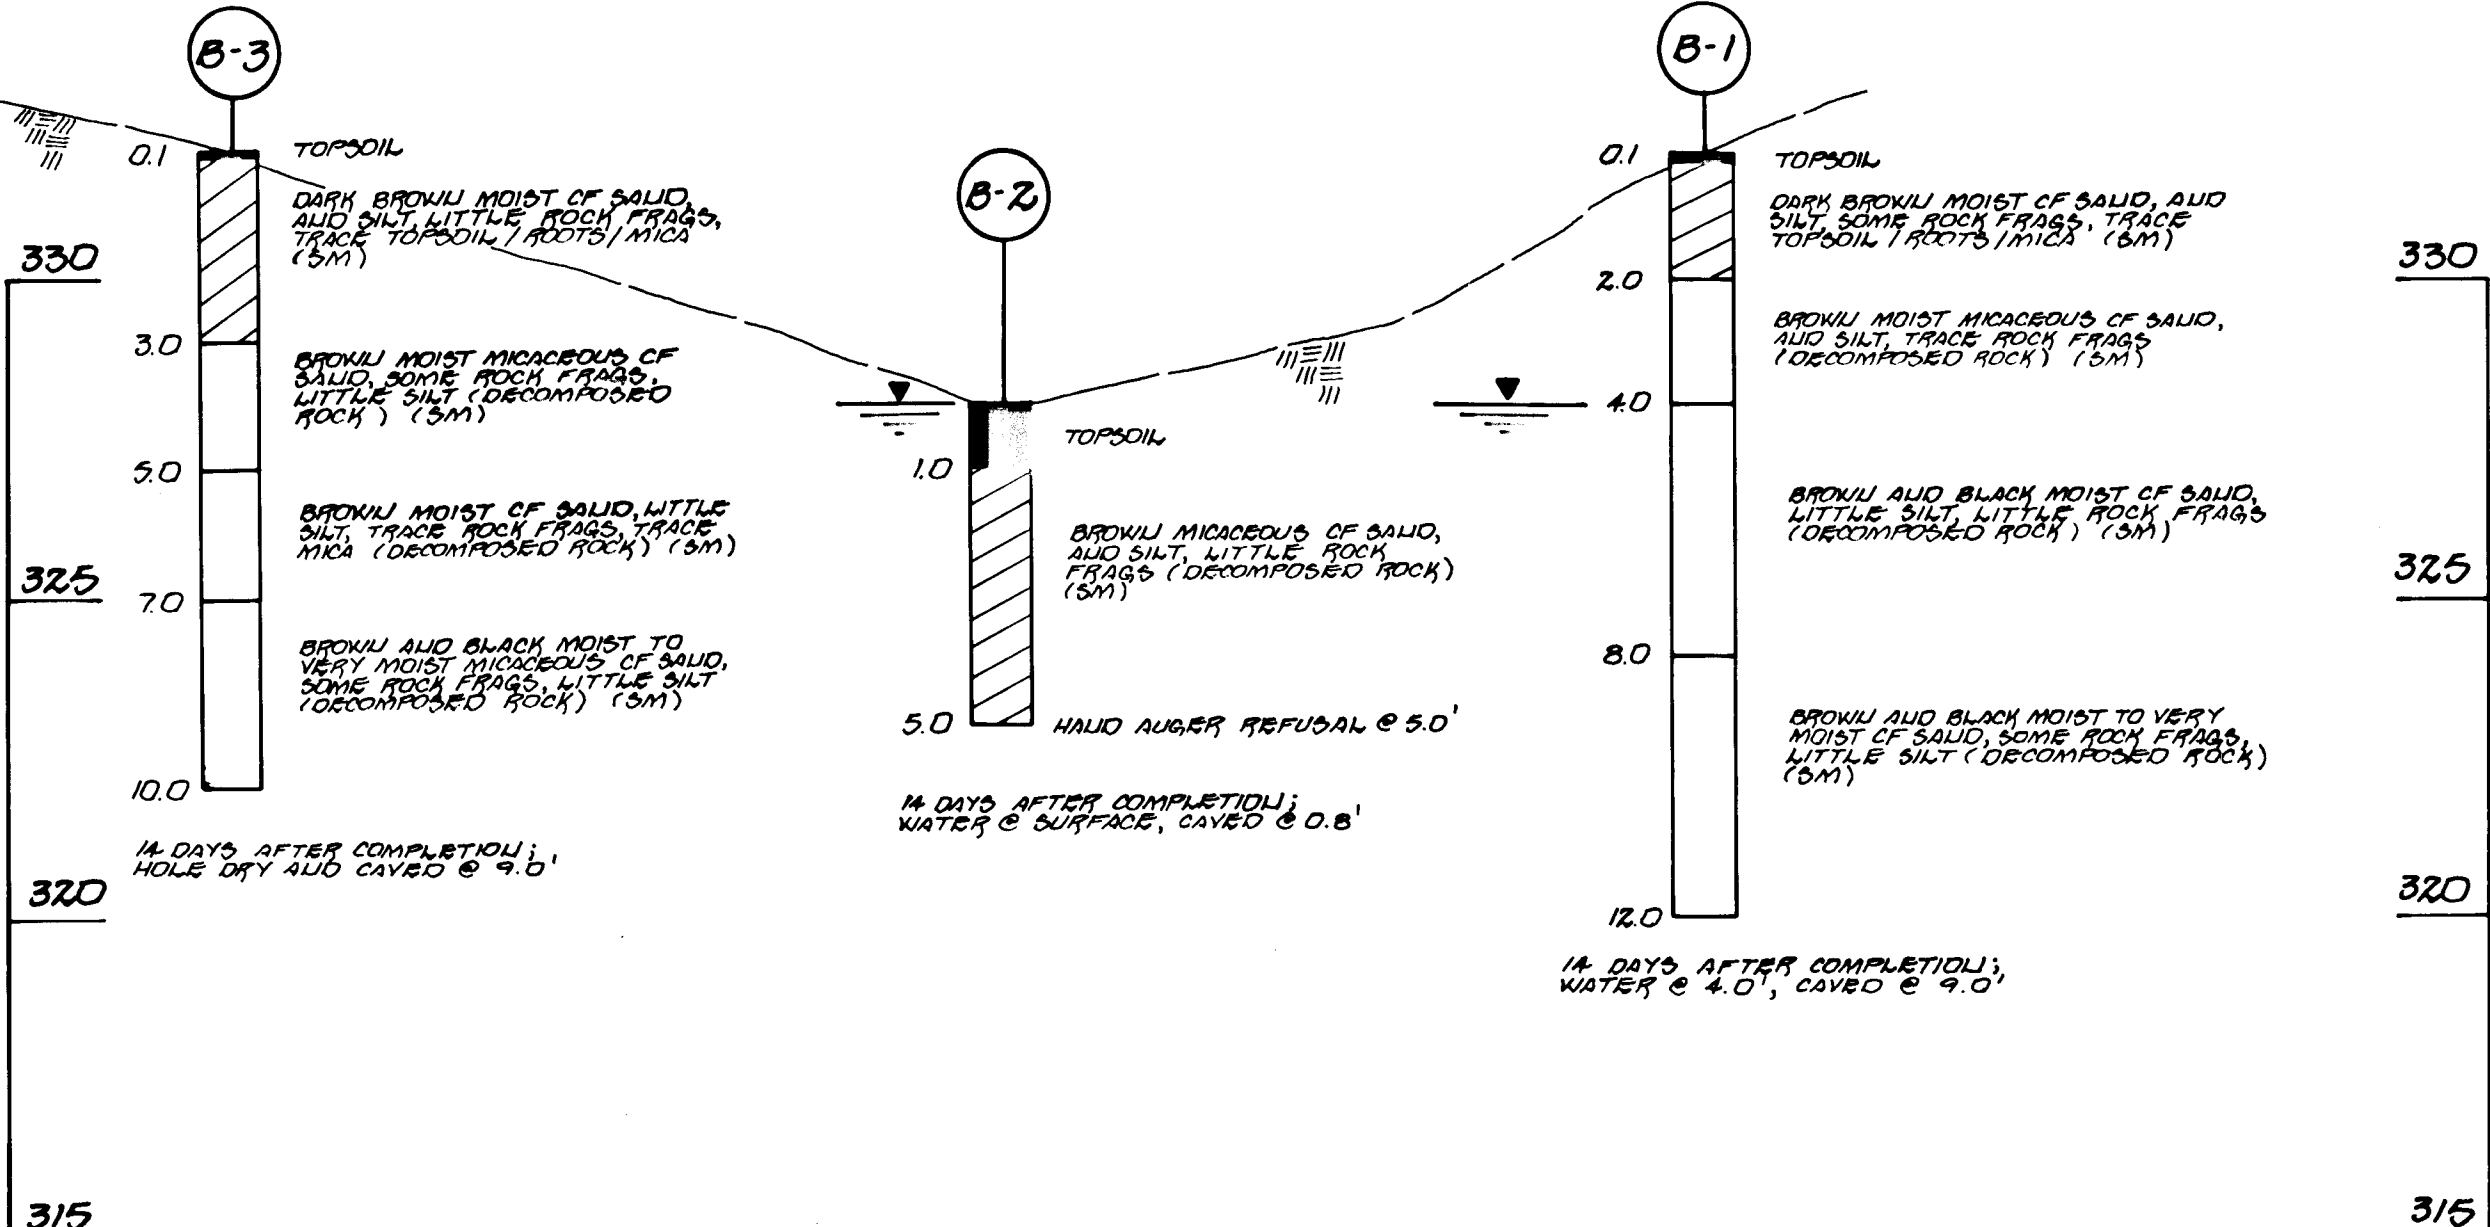 B-3
0.1
TOPSOIL
DARK BROWN MOIST CF SAND,
AND SILT, LITTLE ROCK FRAGS,
TRACE TOPSOIL / ROOTS / MICA
(SM)
330
3.0
BROWN MOIST MICACEOUS CF
SAND, SOME ROCK FRAGS,
LITTLE SILT (DECOMPOSED
ROCK) (SM)
5.0
BROWN MOIST CF SAND, LITTLE
SILT, TRACE ROCK FRAGS, TRACE
MICA (DECOMPOSED ROCK) (SM)
325
7.0
BROWN AND BLACK MOIST TO
VERY MOIST MICACEOUS CF SAND,
SOME ROCK FRAGS, LITTLE SILT
(DECOMPOSED ROCK) (SM)
10.0
14 DAYS AFTER COMPLETION;
HOLE DRY AND CAVED @ 9.0'
320
315
B-2
TOPSOIL
1.0
BROWN MICACEOUS CF SAND,
AND SILT, LITTLE ROCK
FRAGS (DECOMPOSED ROCK)
(SM)
5.0
HAND AUGER REFUSAL @ 5.0'
14 DAYS AFTER COMPLETION;
WATER @ SURFACE, CAVED @ 0.8'
B-1
0.1
TOPSOIL
DARK BROWN MOIST CF SAND, AND
SILT, SOME ROCK FRAGS, TRACE
TOPSOIL / ROOTS / MICA (SM)
2.0
BROWN MOIST MICACEOUS CF SAND,
AND SILT, TRACE ROCK FRAGS
(DECOMPOSED ROCK) (SM)
4.0
BROWN AND BLACK MOIST CF SAND,
LITTLE SILT, LITTLE ROCK FRAGS
(DECOMPOSED ROCK) (SM)
8.0
BROWN AND BLACK MOIST TO VERY
MOIST CF SAND, SOME ROCK FRAGS,
LITTLE SILT (DECOMPOSED ROCK)
(SM)
12.0
14 DAYS AFTER COMPLETION;
WATER @ 4.0', CAVED @ 9.0'
330
325
320
315